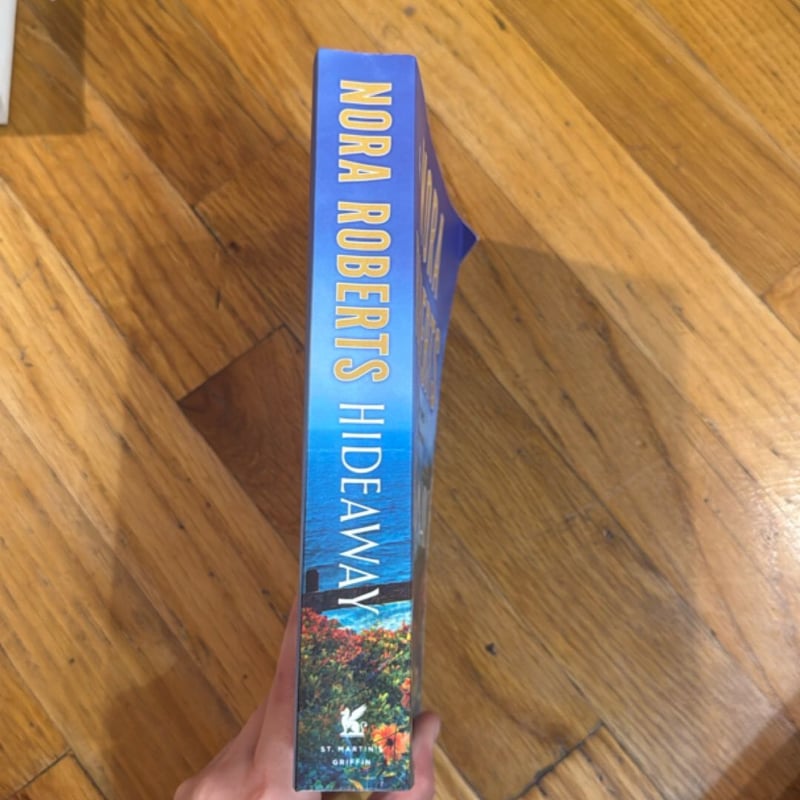 NORA ROBERTS HIDEAWAY
ST. MARTIN'S
GRIFFIN